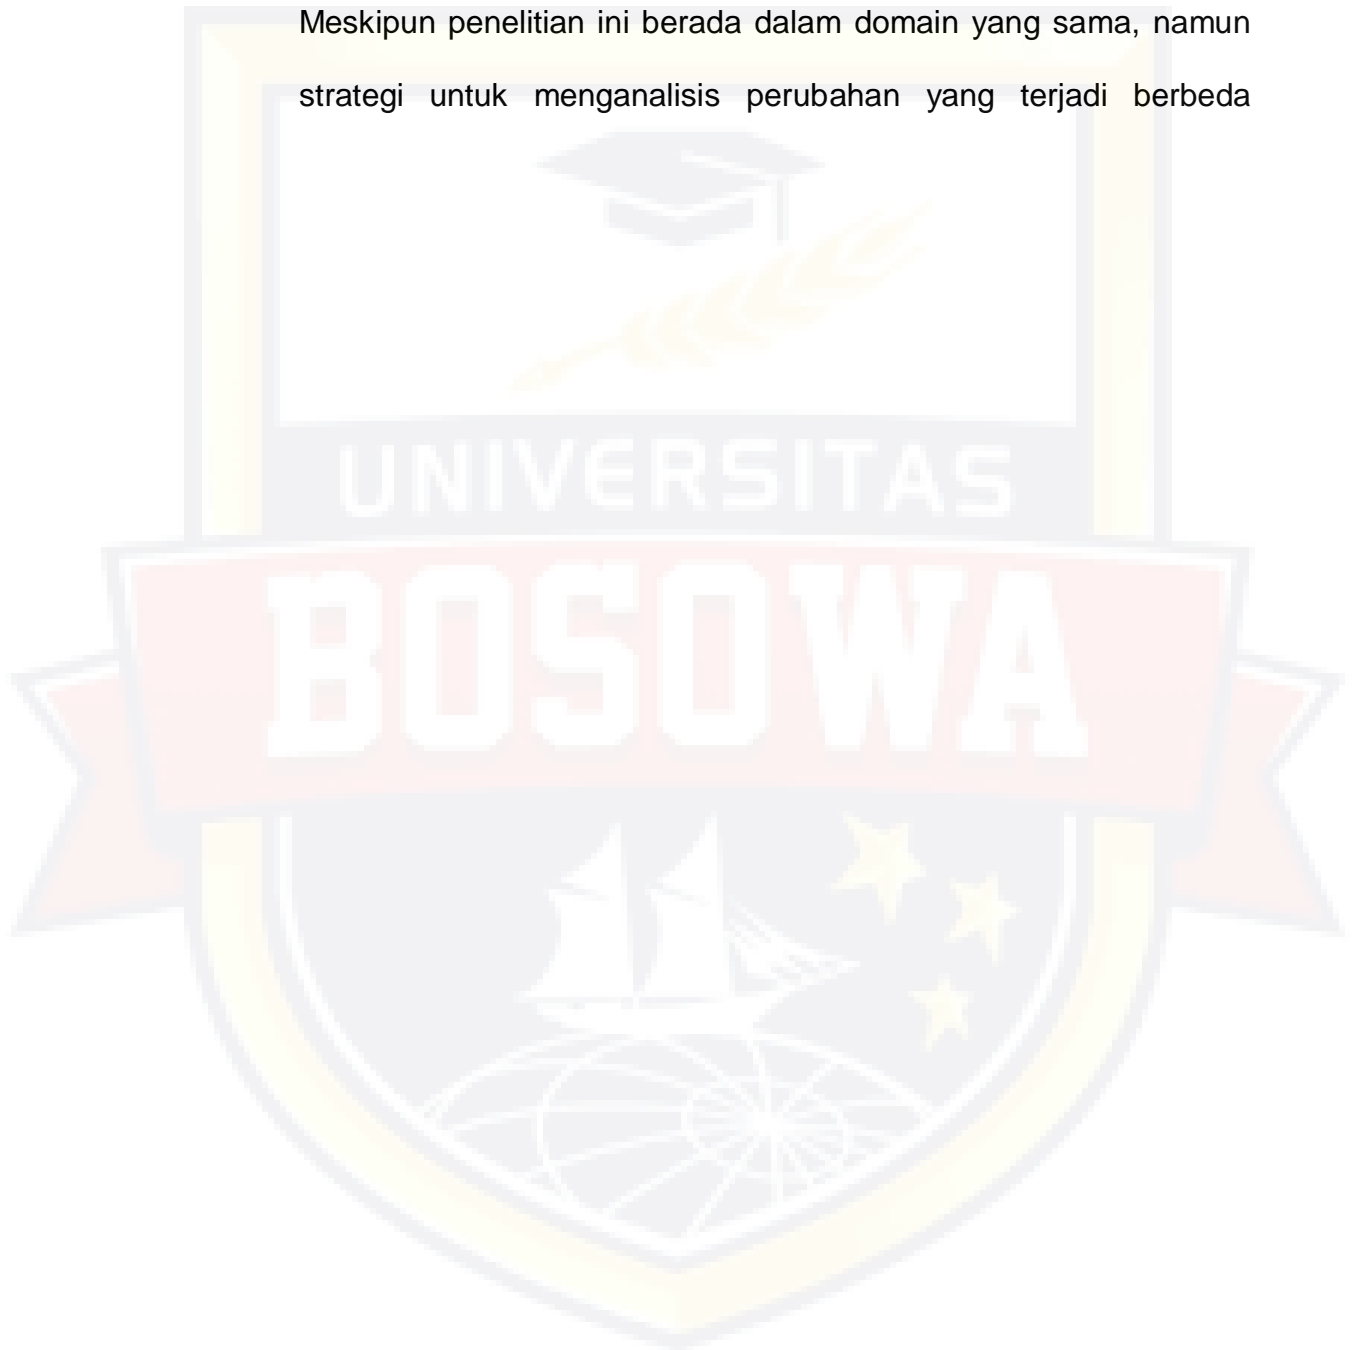 Meskipun penelitian ini berada dalam domain yang sama, namun
strategi untuk menganalisis perubahan yang terjadi berbeda
UNIVERSITAS
BOSOWA